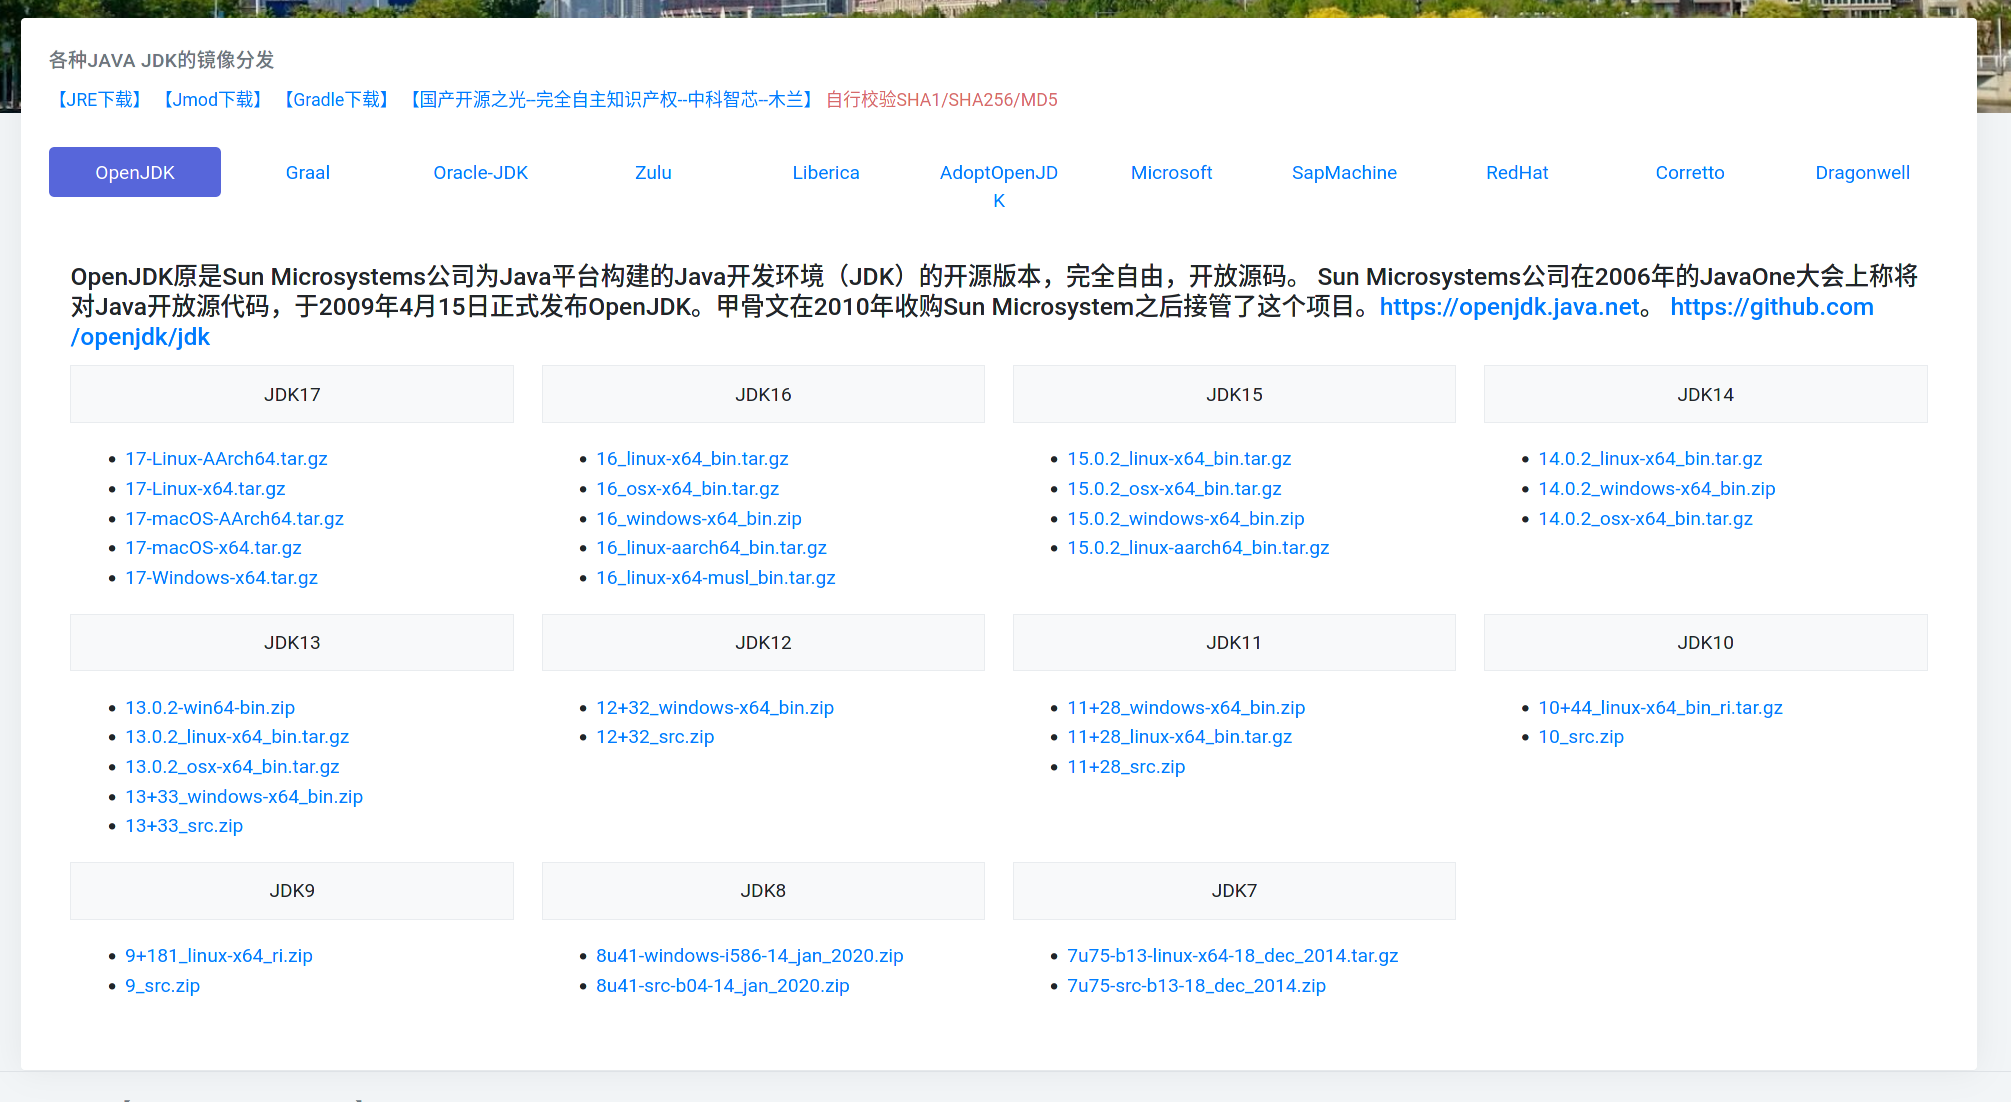 各种JAVA JDK的镜像分发
【JRE下载】 【Jmod下载】 【Gradle下载】 【国产开源之光--完全自主知识产权--中科智芯--木兰】 自行校验SHA1/SHA256/MD5
OpenJDK Graal Oracle-JDK Zulu Liberica AdoptOpenJD Microsoft SapMachine RedHat Corretto Dragonwell
K
OpenJDK原是Sun Microsystems公司为Java平台构建的Java开发环境（JDK）的开源版本，完全自由，开放源码。 Sun Microsystems公司在2006年的JavaOne大会上称将
对Java开放源代码，于2009年4月15日正式发布OpenJDK。甲骨文在2010年收购Sun Microsystem之后接管了这个项目。https://openjdk.java.net。 https://github.com
/openjdk/jdk
JDK17
17-Linux-AArch64.tar.gz
17-Linux-x64.tar.gz
17-macOS-AArch64.tar.gz
17-macOS-x64.tar.gz
17-Windows-x64.tar.gz
JDK16
16_linux-x64_bin.tar.gz
16_osx-x64_bin.tar.gz
16_windows-x64_bin.zip
16_linux-aarch64_bin.tar.gz
16_linux-x64-musl_bin.tar.gz
JDK15
15.0.2_linux-x64_bin.tar.gz
15.0.2_osx-x64_bin.tar.gz
15.0.2_windows-x64_bin.zip
15.0.2_linux-aarch64_bin.tar.gz
JDK14
14.0.2_linux-x64_bin.tar.gz
14.0.2_windows-x64_bin.zip
14.0.2_osx-x64_bin.tar.gz
JDK13
13.0.2-win64-bin.zip
13.0.2_linux-x64_bin.tar.gz
13.0.2_osx-x64_bin.tar.gz
13+33_windows-x64_bin.zip
13+33_src.zip
JDK12
12+32_windows-x64_bin.zip
12+32_src.zip
JDK11
11+28_windows-x64_bin.zip
11+28_linux-x64_bin.tar.gz
11+28_src.zip
JDK10
10+44_linux-x64_bin_ri.tar.gz
10_src.zip
JDK9
9+181_linux-x64_ri.zip
9_src.zip
JDK8
8u41-windows-i586-14_jan_2020.zip
8u41-src-b04-14_jan_2020.zip
JDK7
7u75-b13-linux-x64-18_dec_2014.tar.gz
7u75-src-b13-18_dec_2014.zip